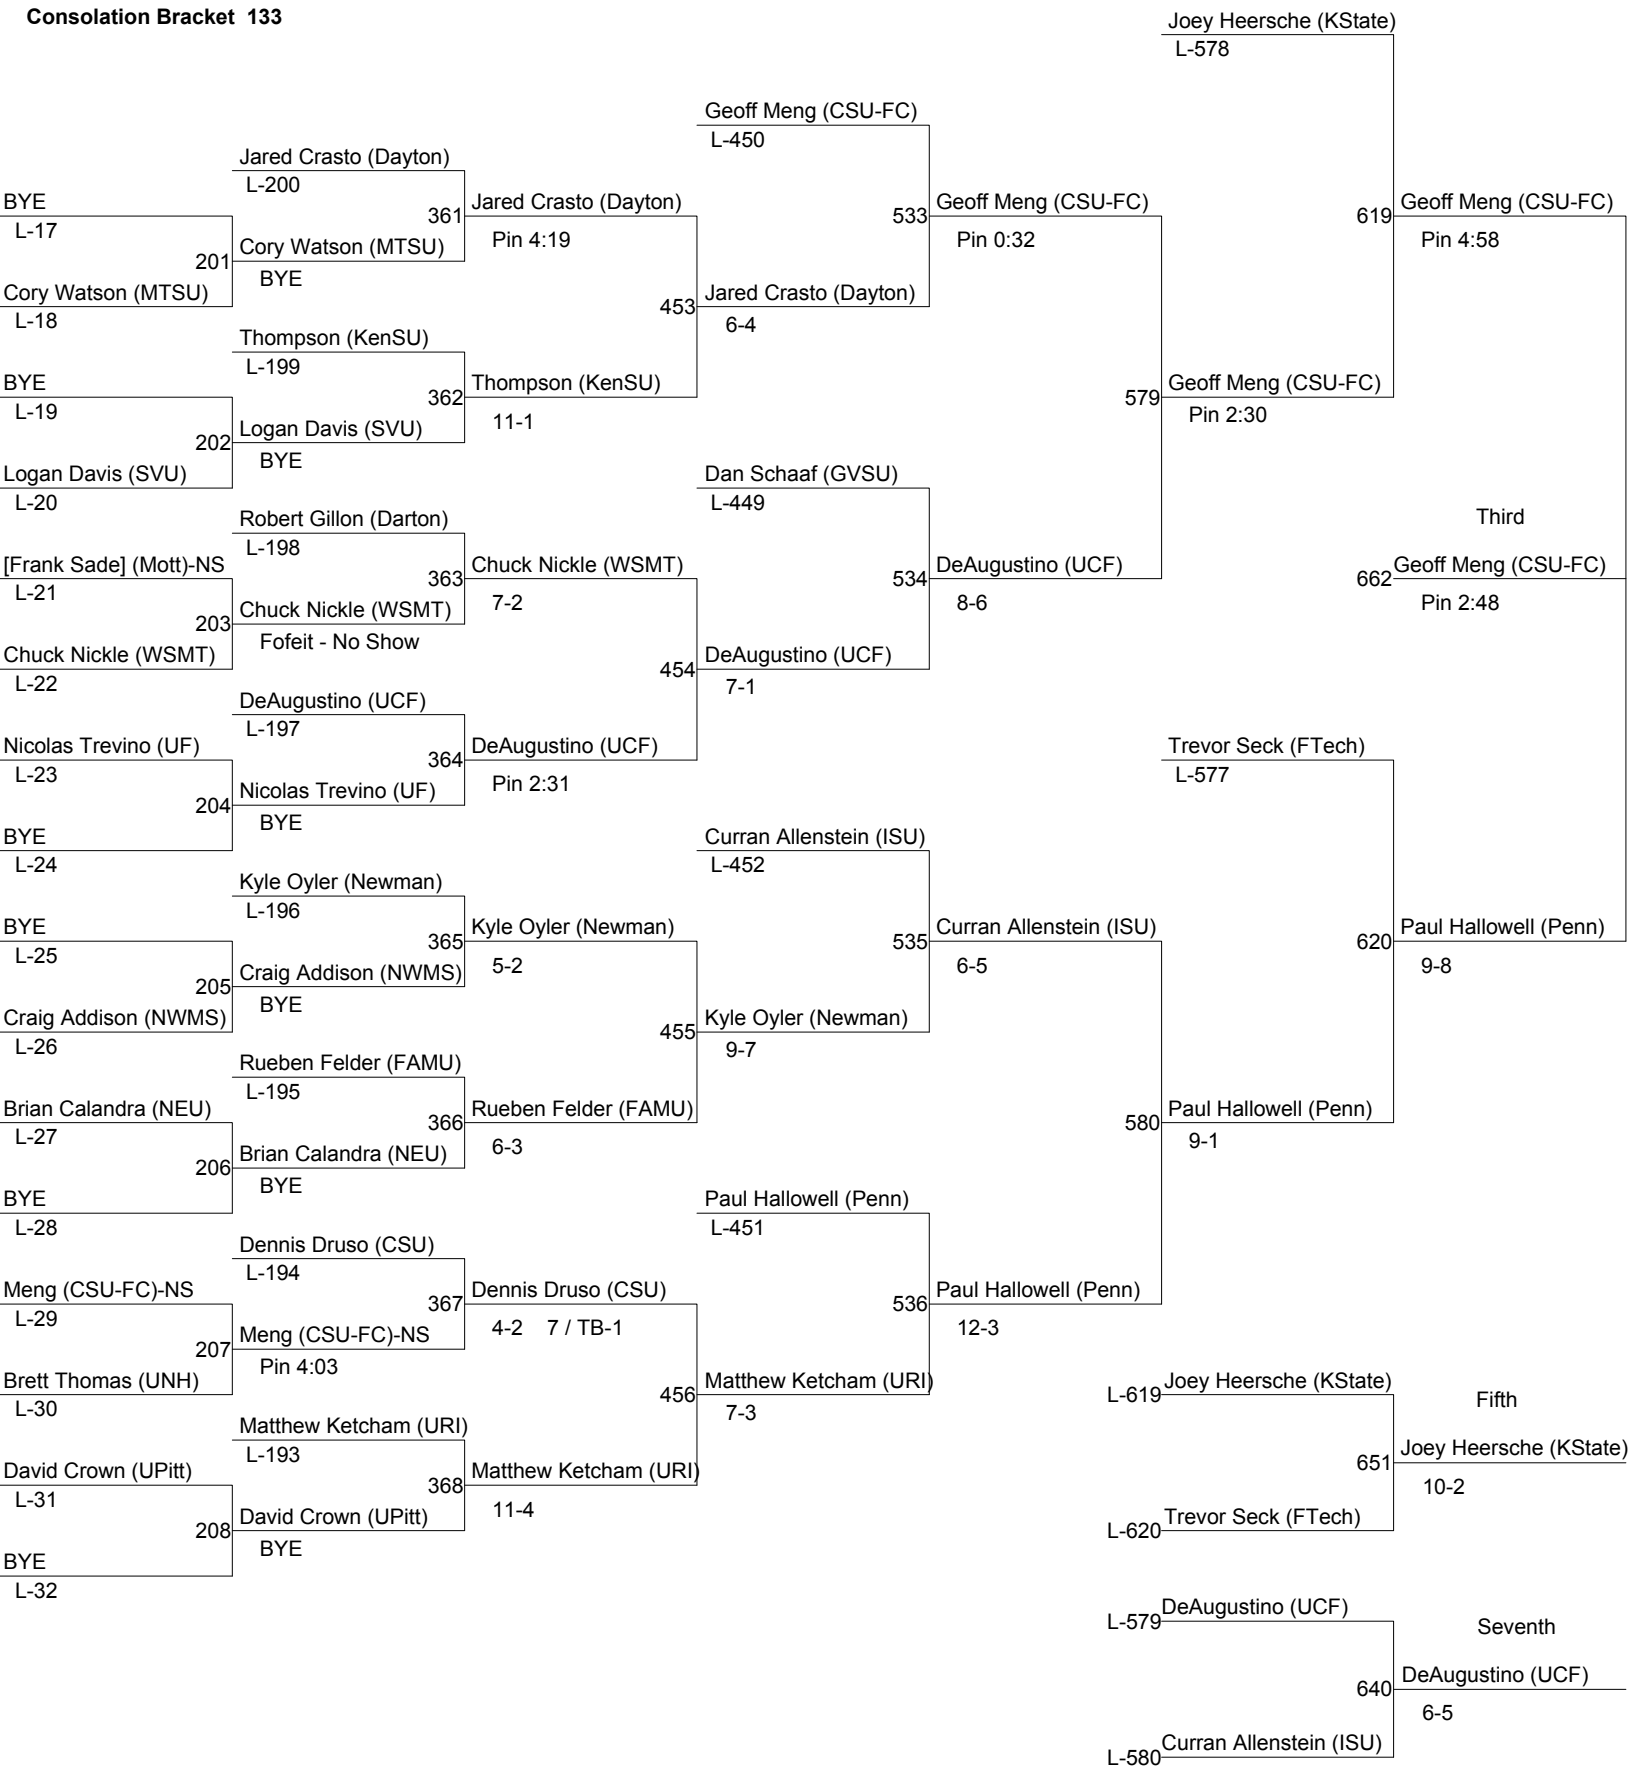 Consolation Bracket 133
Joey Heersche (KState)
L-578
Geoff Meng (CSU-FC)
L-450
Jared Crasto (Dayton)
L-200
BYE
L-17
361
Jared Crasto (Dayton)
Pin 4:19
533
Geoff Meng (CSU-FC)
Pin 0:32
619
Geoff Meng (CSU-FC)
Pin 4:58
201
Cory Watson (MTSU)
BYE
Cory Watson (MTSU)
L-18
453
Jared Crasto (Dayton)
6-4
Thompson (KenSU)
L-199
BYE
L-19
362
Thompson (KenSU)
11-1
579
Geoff Meng (CSU-FC)
Pin 2:30
202
Logan Davis (SVU)
BYE
Logan Davis (SVU)
L-20
Dan Schaaf (GVSU)
L-449
Robert Gillon (Darton)
L-198
Third
[Frank Sade] (Mott)-NS
L-21
363
Chuck Nickle (WSMT)
7-2
534
DeAugustino (UCF)
8-6
662
Geoff Meng (CSU-FC)
Pin 2:48
203
Chuck Nickle (WSMT)
Fofeit - No Show
Chuck Nickle (WSMT)
L-22
454
DeAugustino (UCF)
7-1
DeAugustino (UCF)
L-197
Nicolas Trevino (UF)
L-23
364
DeAugustino (UCF)
Pin 2:31
Trevor Seck (FTech)
L-577
204
Nicolas Trevino (UF)
BYE
BYE
L-24
Curran Allenstein (ISU)
L-452
Kyle Oyler (Newman)
L-196
BYE
L-25
365
Kyle Oyler (Newman)
5-2
535
Curran Allenstein (ISU)
6-5
620
Paul Hallowell (Penn)
9-8
205
Craig Addison (NWMS)
BYE
Craig Addison (NWMS)
L-26
455
Kyle Oyler (Newman)
9-7
Rueben Felder (FAMU)
L-195
Brian Calandra (NEU)
L-27
366
Rueben Felder (FAMU)
6-3
580
Paul Hallowell (Penn)
9-1
206
Brian Calandra (NEU)
BYE
BYE
L-28
Paul Hallowell (Penn)
L-451
Dennis Druso (CSU)
L-194
Meng (CSU-FC)-NS
L-29
367
Dennis Druso (CSU)
4-2 7 / TB-1
536
Paul Hallowell (Penn)
12-3
207
Meng (CSU-FC)-NS
Pin 4:03
Brett Thomas (UNH)
L-30
456
Matthew Ketcham (URI)
7-3
L-619
Joey Heersche (KState)
Fifth
Matthew Ketcham (URI)
L-193
651
Joey Heersche (KState)
10-2
David Crown (UPitt)
L-31
368
Matthew Ketcham (URI)
11-4
208
David Crown (UPitt)
BYE
L-620
Trevor Seck (FTech)
BYE
L-32
L-579
DeAugustino (UCF)
Seventh
640
DeAugustino (UCF)
6-5
L-580
Curran Allenstein (ISU)